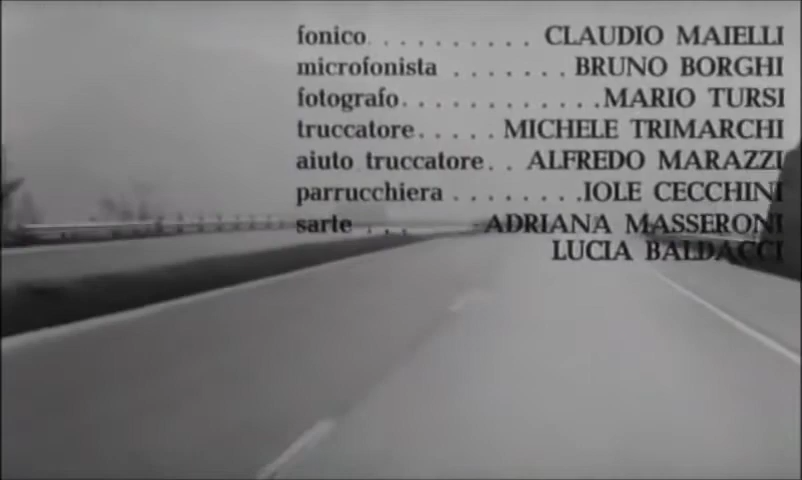 fonico. . . . . . . . . . CLAUDIO MAIELLI
microfonista . . . . . . . BRUNO BORGHI
fotografo. . . . . . . . . . . . MARIO TURSI
truccatore. . . . . MICHELE TRIMARCHI
aiuto truccatore. . ALFREDO MARAZZI
parrucchiera . . . . . . . .IOLE CECCHINI
sarte . . . . ADRIANA MASSERONI
LUCIA BALDACCI